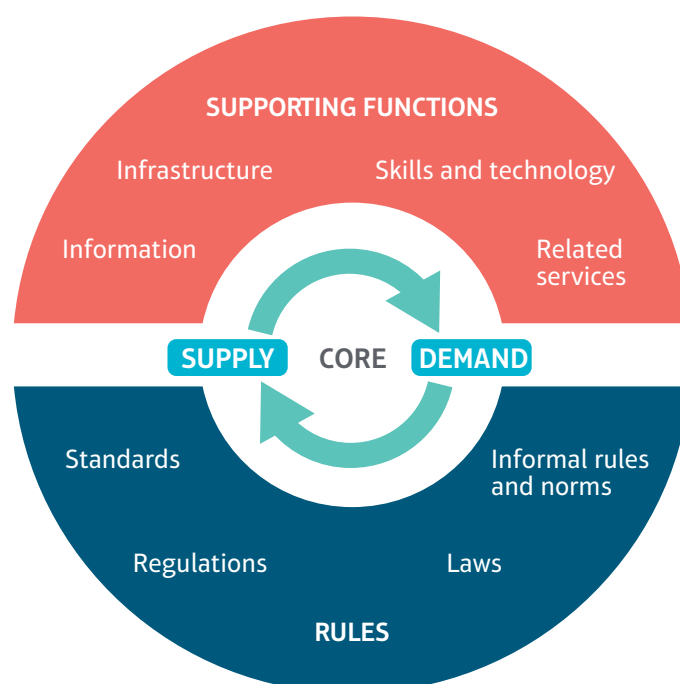 SUPPORTING FUNCTIONS
Infrastructure
Skills and technology
Information
Related
services
SUPPLY
CORE
DEMAND
Standards
Informal rules
and norms
Regulations
Laws
RULES